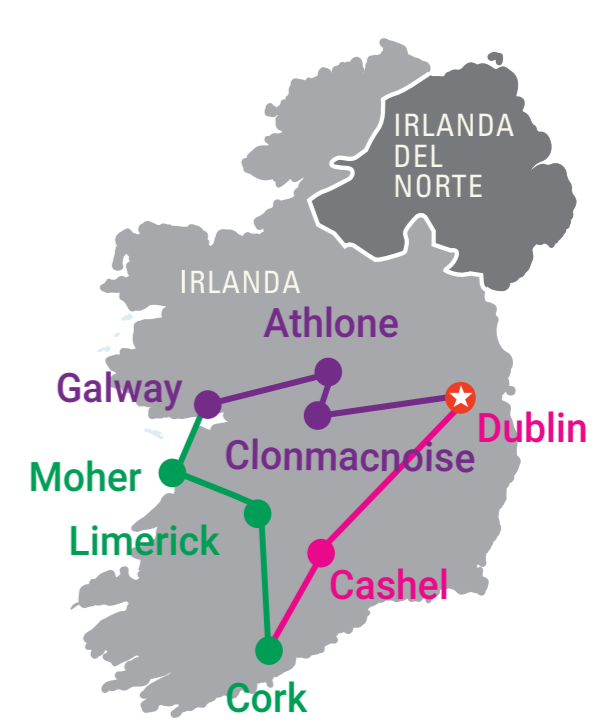 IRLANDA
DEL
NORTE
IRLANDA
Athlone
Galway
Dublin
Clonmacnoise
Moher
Limerick
Cashel
Cork